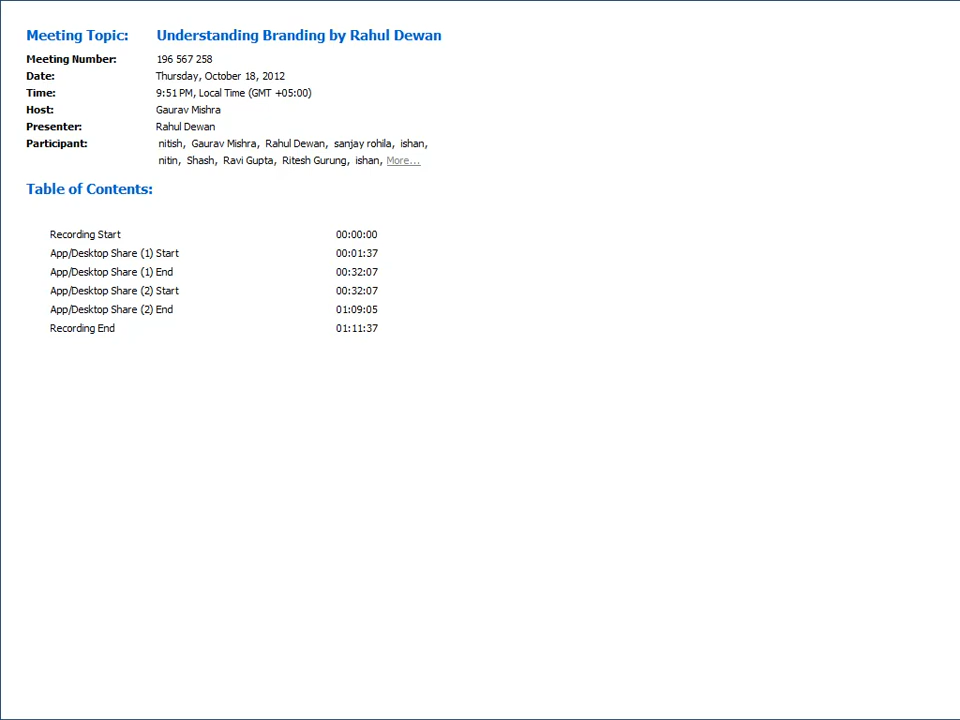 Meeting Topic: Understanding Branding by Rahul Dewan
Meeting Number: 196 567 258
Date: Thursday, October 18, 2012
Time: 9:51 PM, Local Time (GMT +05:00)
Host: Gaurav Mishra
Presenter: Rahul Dewan
Participant: nitish, Gaurav Mishra, Rahul Dewan, sanjay rohila, ishan,
nitin, Shash, Ravi Gupta, Ritesh Gurung, ishan, More...
Table of Contents:
Recording Start 00:00:00
App/Desktop Share (1) Start 00:01:37
App/Desktop Share (1) End 00:32:07
App/Desktop Share (2) Start 00:32:07
App/Desktop Share (2) End 01:09:05
Recording End 01:11:37